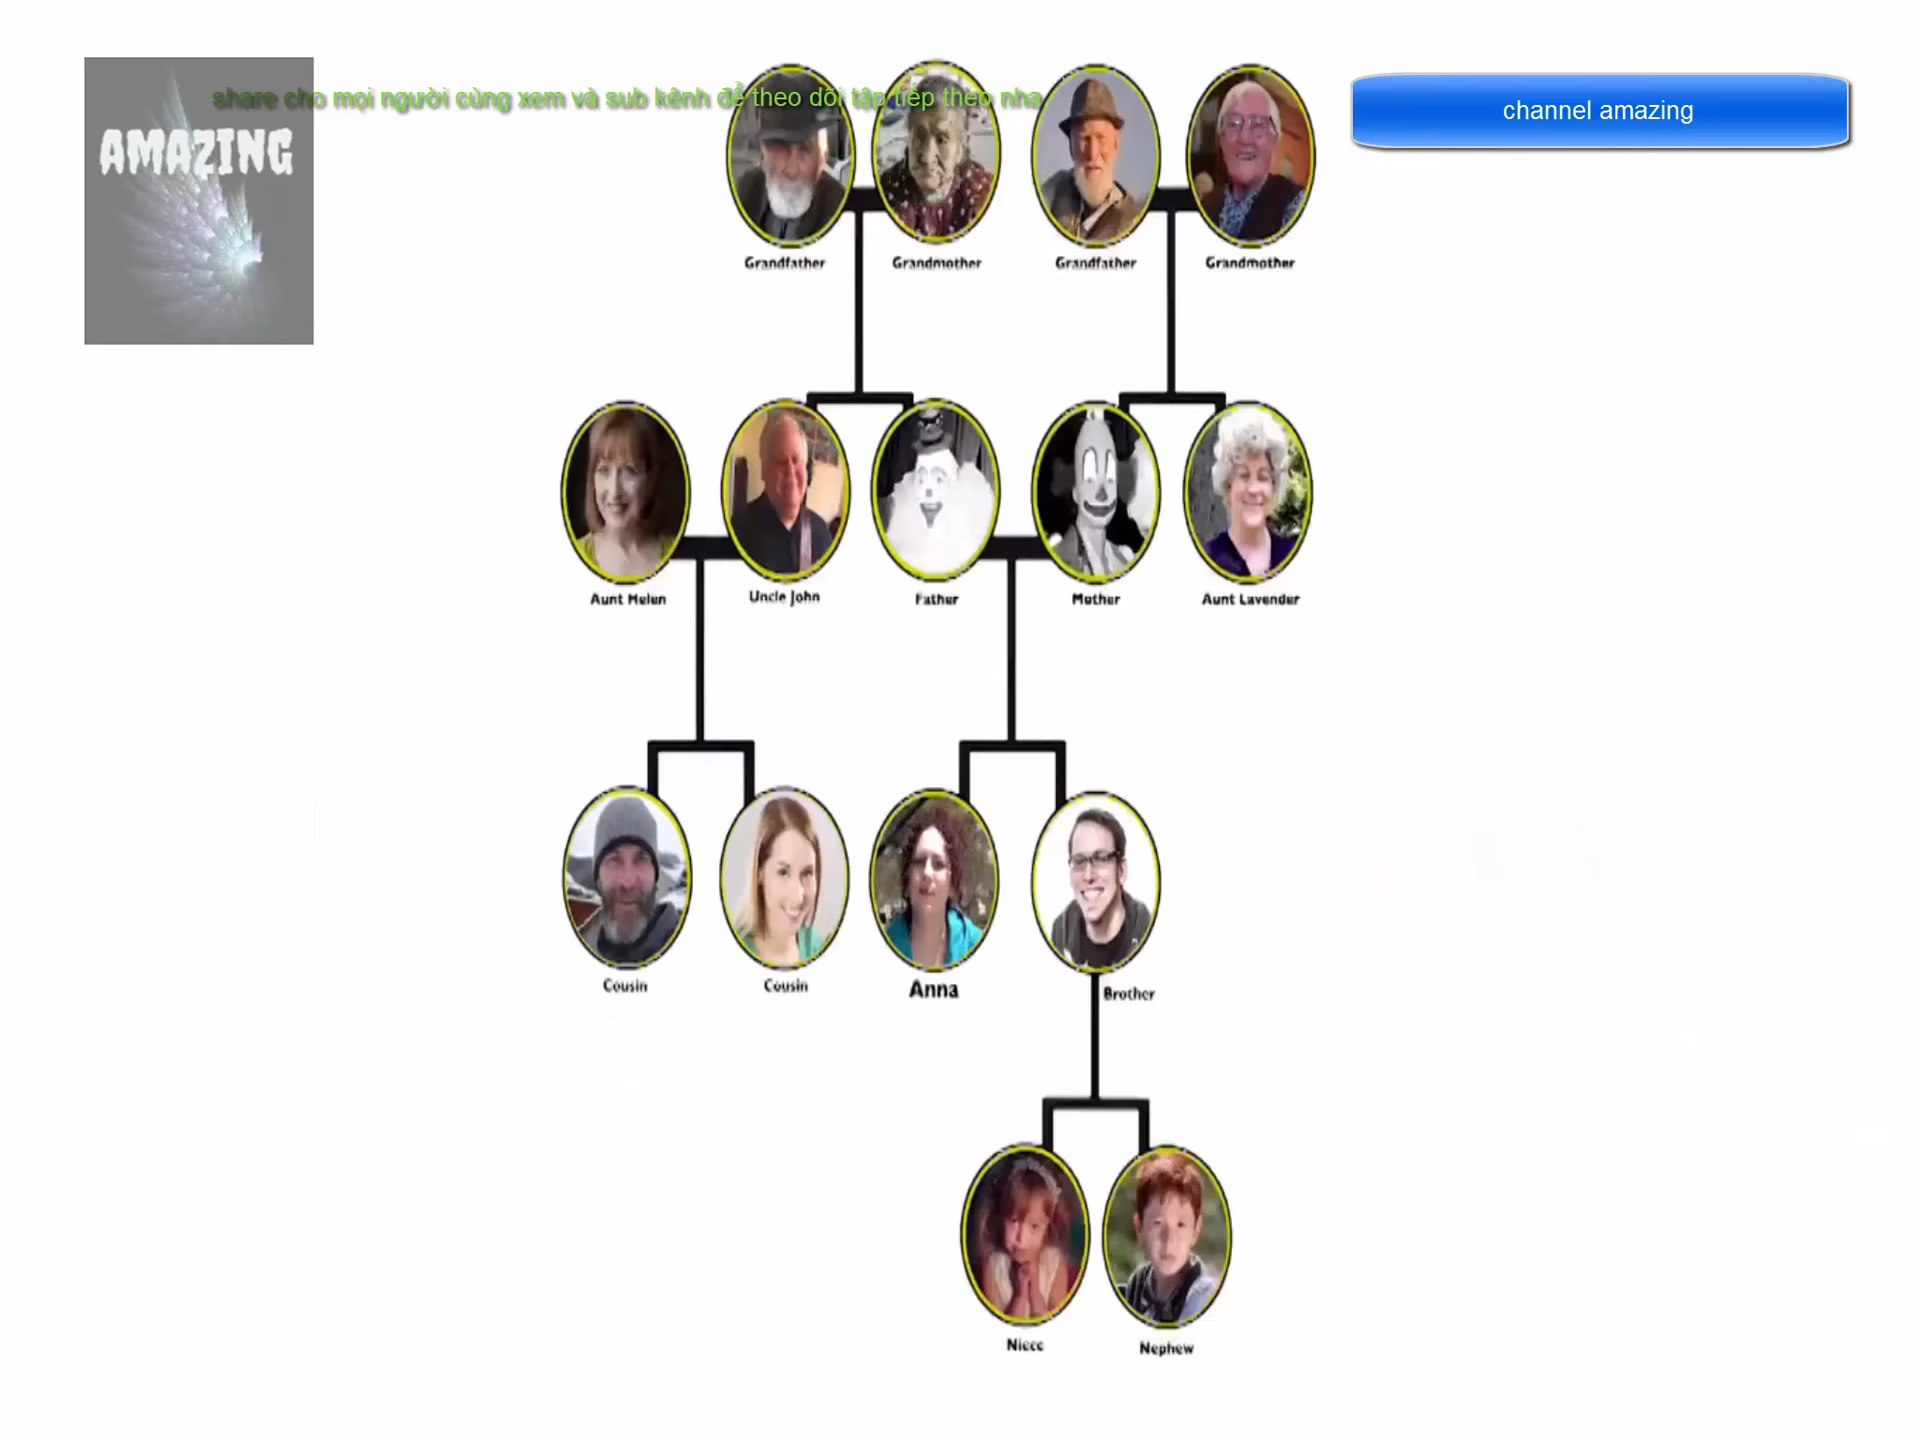 share cho mọi người cùng xem và sub kênh để theo dõi tập tiếp theo nha
channel amazing
AMAZING
Grandfather
Grandmother
Grandfather
Grandmother
Aunt Helen
Uncle John
Father
Mother
Aunt Lavender
Cousin
Cousin
Anna
Brother
Niece
Nephew